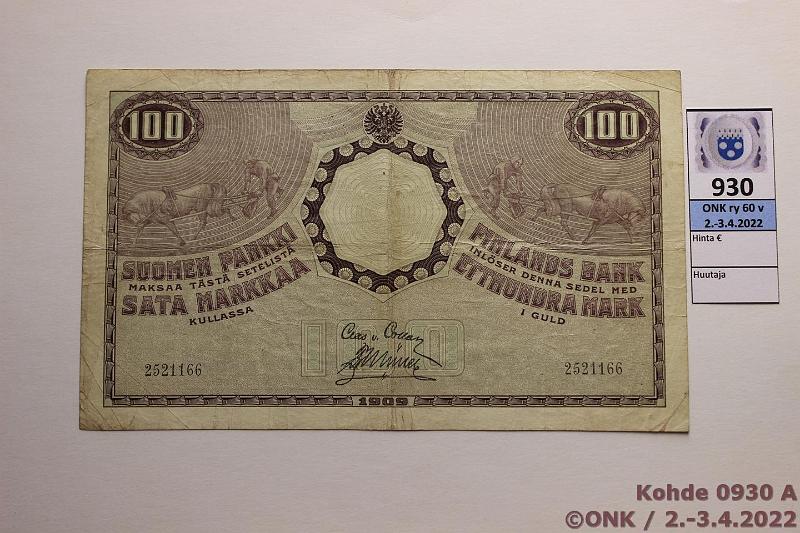 100
100
SUOMEN PANKKI
MAKSAA TÄSTÄ SETELISTÄ
SATA MARKKAA
KULLASSA
FINLANDS BANK
INLÖSER DENNA SEDEL MED
ETTHUNDRA MARK
I GULD
100
2521166
2521166
1909
930
ONK ry 60 v
2.-3.4.2022
Hinta €
Huutaja
Kohde 0930 A
©ONK / 2.-3.4.2022